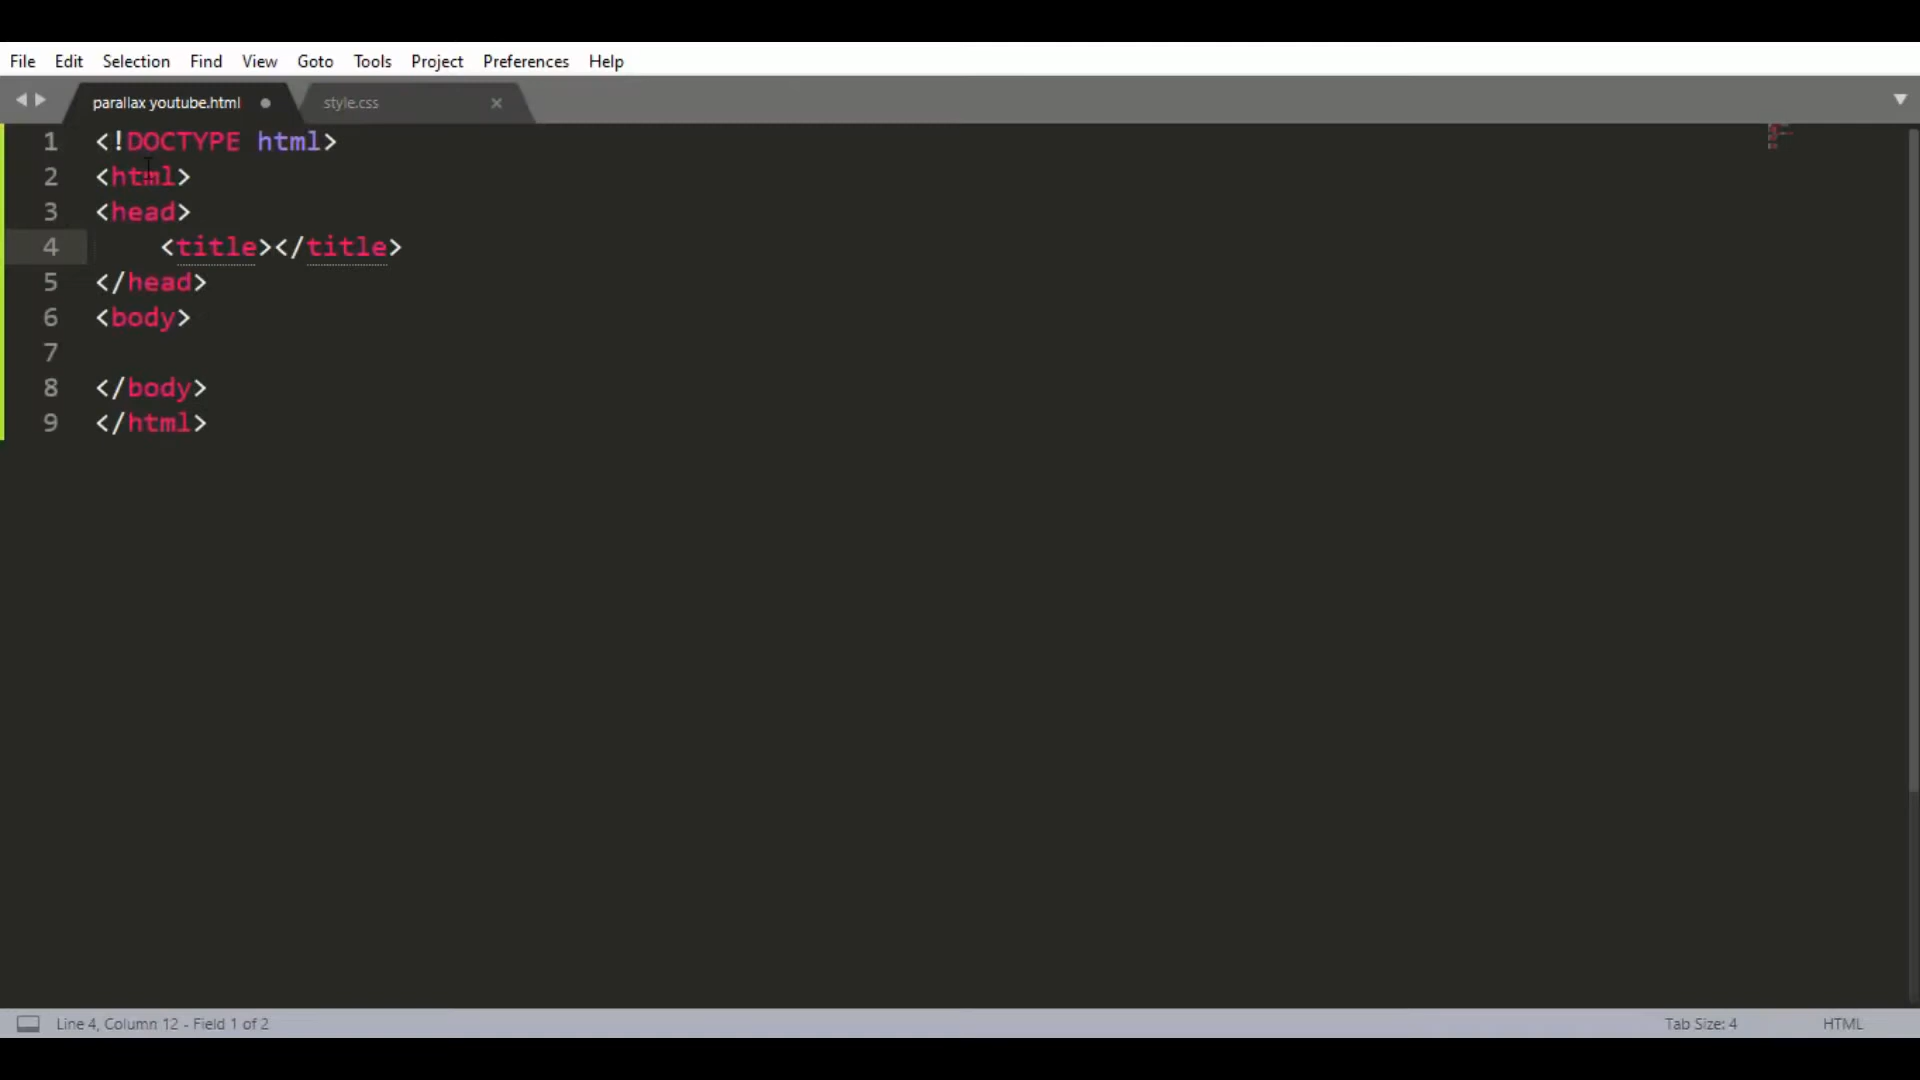 File Edit Selection Find View Goto Tools Project Preferences Help
parallax youtube.html style.css
1 <!DOCTYPE html>
2 <html>
3 <head>
4     <title></title>
5 </head>
6 <body>
7
8 </body>
9 </html>
Line 4, Column 12 - Field 1 of 2 Tab Size: 4 HTML